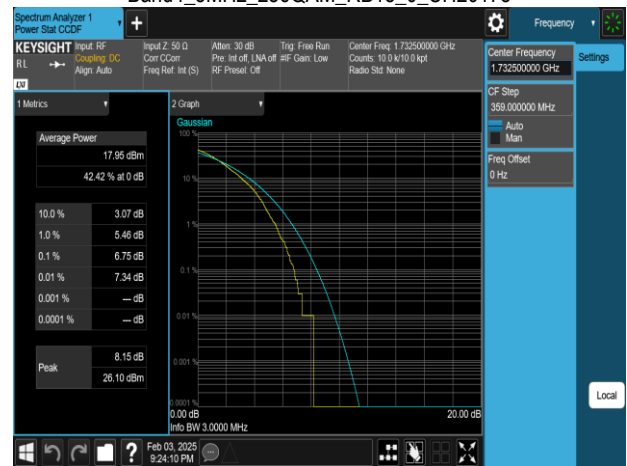 Spectrum Analyzer 1
Power Stat CCDF
Frequency
KEYSIGHT
RL
LXI
Input: RF
Coupling: DC
Align: Auto
Input Z: 50 Ω
Corr CCorr
Freq Ref: Int (S)
Atten: 30 dB
Pre: Int off, LNA off
RF Preset: Off
Trig: Free Run
#IF Gain: Low
Center Freq: 1.732500000 GHz
Counts: 10.0 k/10.0 kpt
Radio Std: None
Center Frequency
1.732500000 GHz
Settings
CF Step
359.000000 MHz
Auto
Man
Freq Offset
0 Hz
Local
1 Metrics
Average Power
17.95 dBm
42.42 % at 0 dB
10.0 % 3.07 dB
1.0 % 5.46 dB
0.1 % 6.75 dB
0.01 % 7.34 dB
0.001 % --- dB
0.0001 % --- dB
Peak
8.15 dB
26.10 dBm
2 Graph
Gaussian
100 %
10 %
1 %
0.1 %
0.01 %
0.001 %
0.0001 %
0.00 dB 20.00 dB
Info BW 3.0000 MHz
Feb 03, 2025
9:24:10 PM